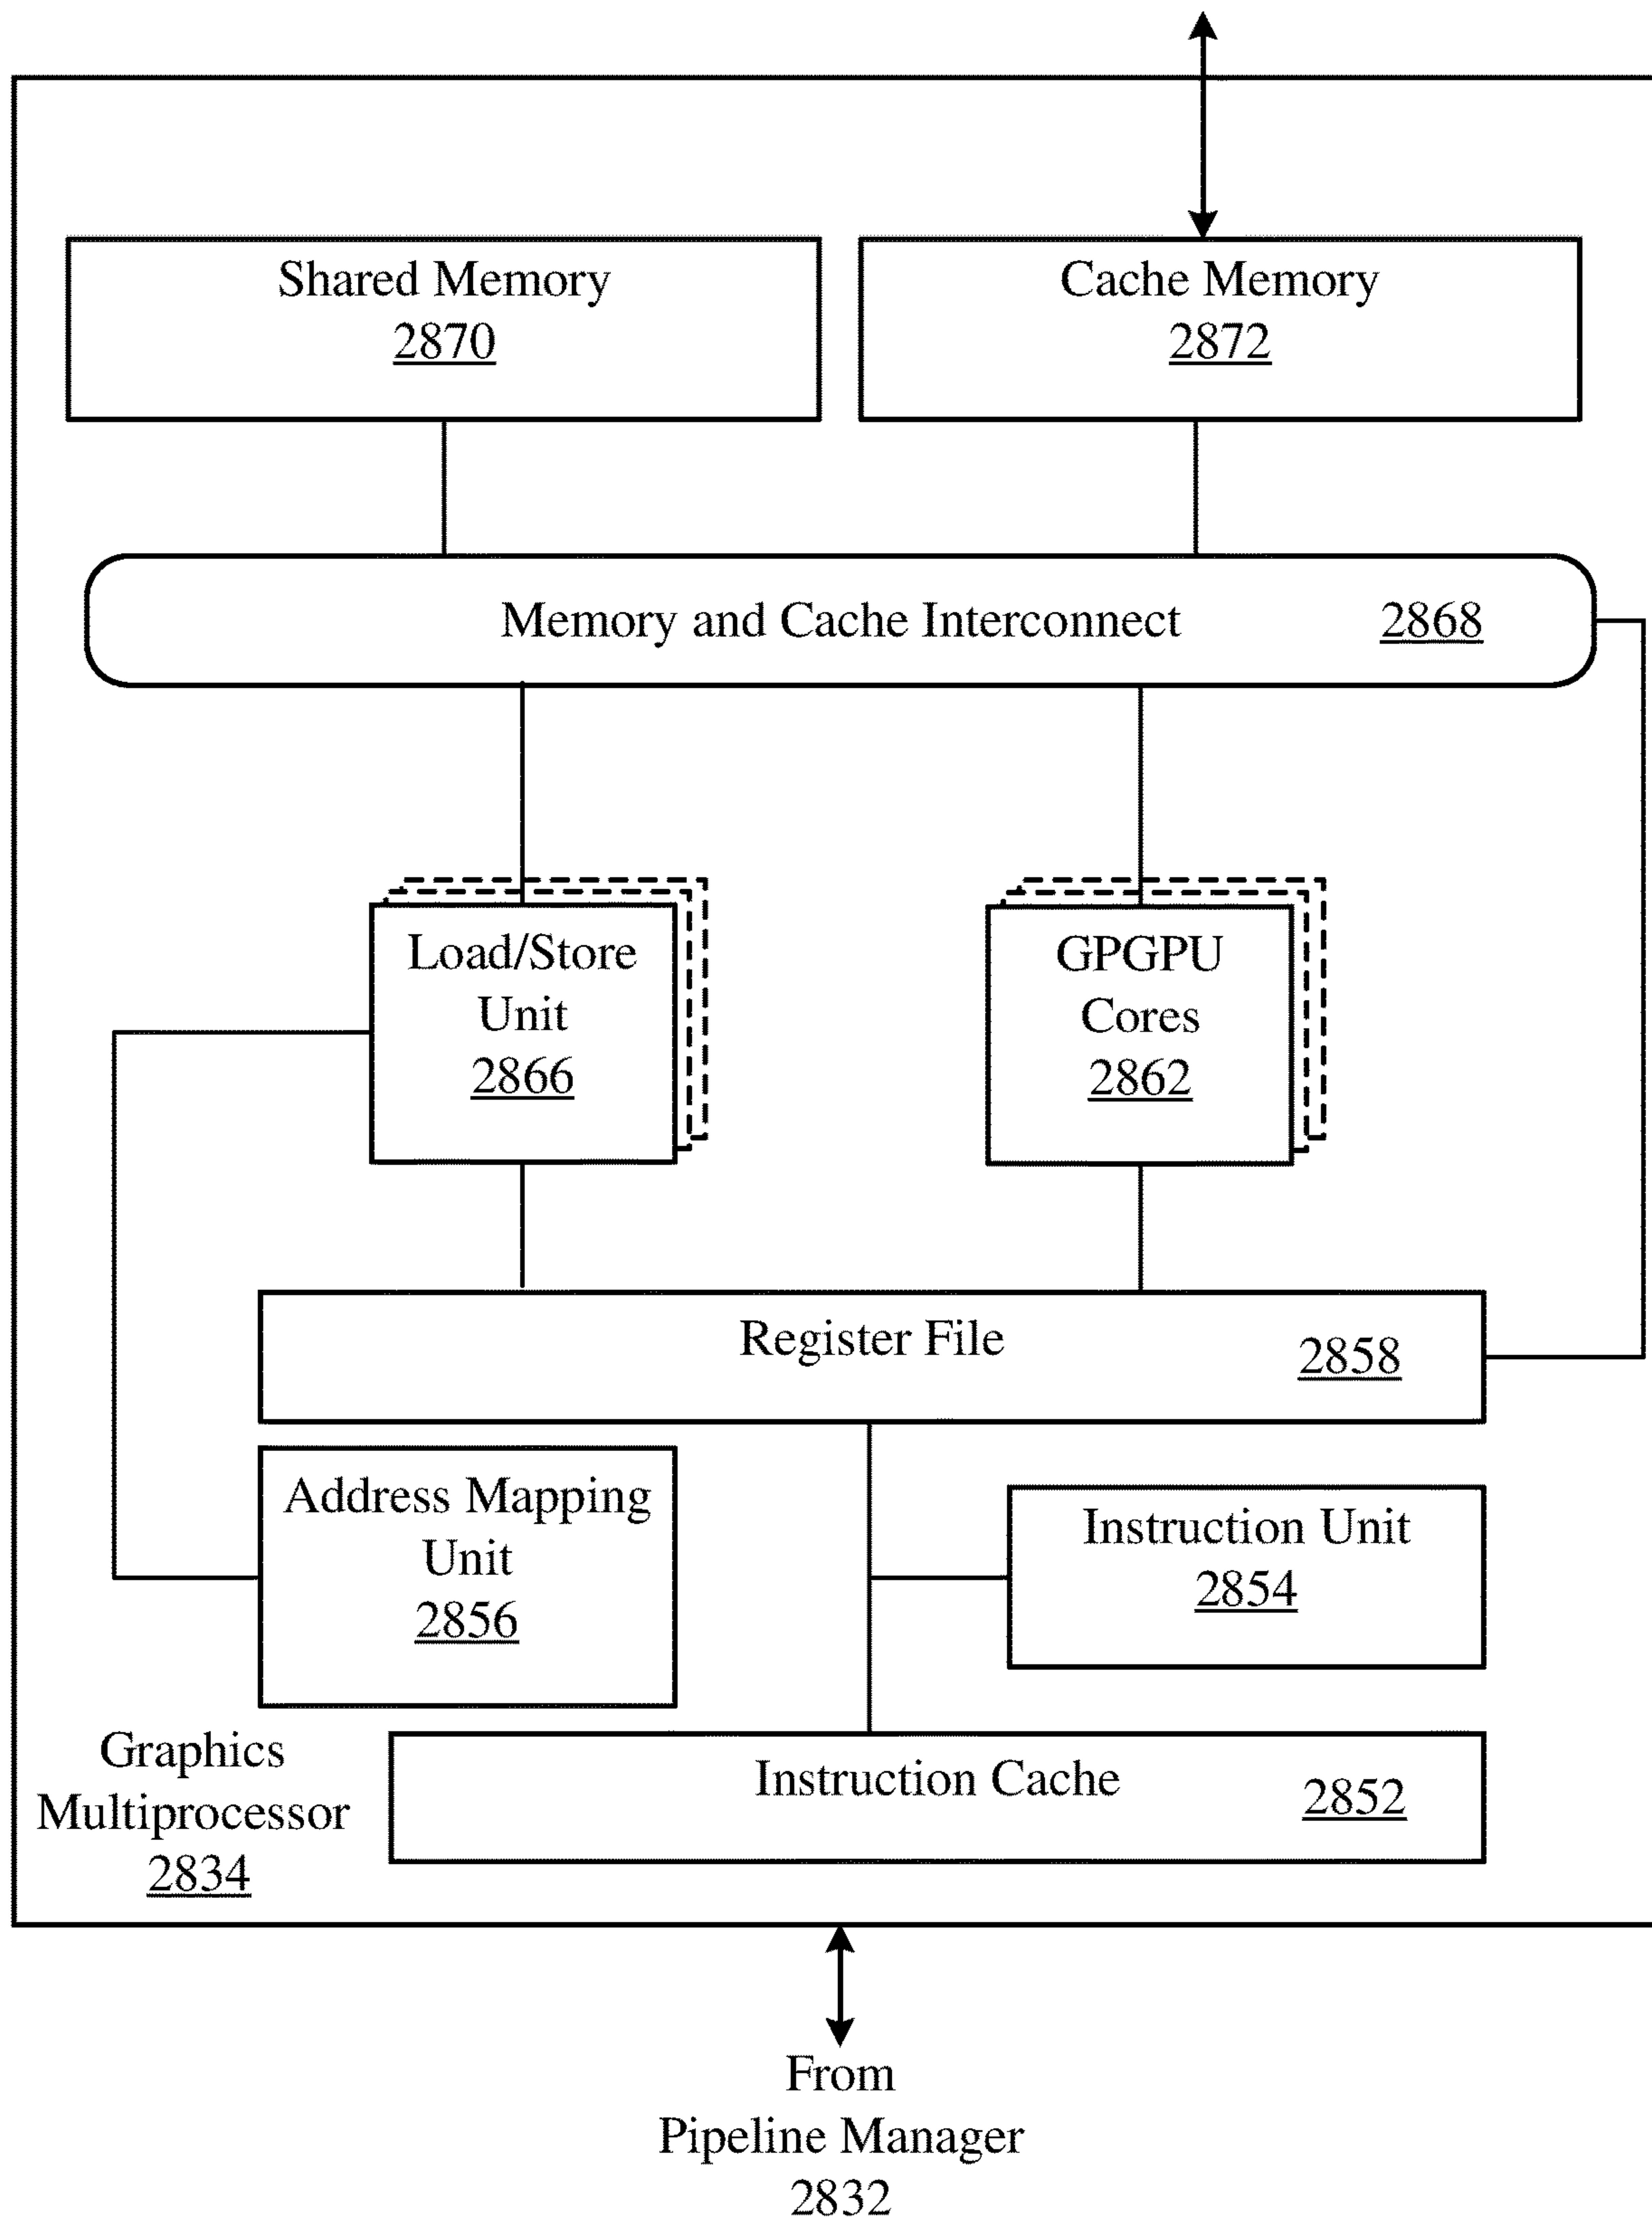 Shared Memory
2870
Cache Memory
2872
Memory and Cache Interconnect 2868
Load/Store
Unit
2866
GPGPU
Cores
2862
Register File 2858
Address Mapping
Unit
2856
Instruction Unit
2854
Graphics
Multiprocessor
2834
Instruction Cache 2852
From
Pipeline Manager
2832